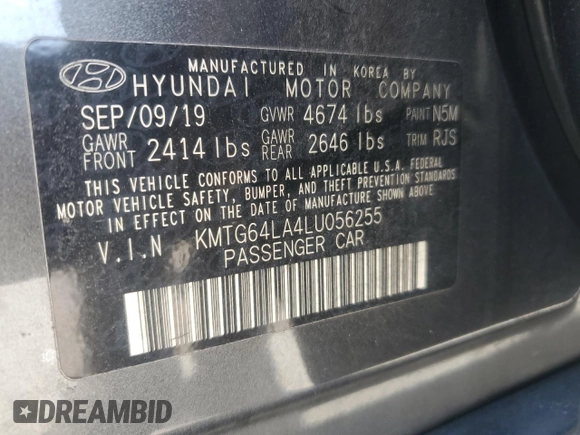 MANUFACTURED IN KOREA BY
HYUNDAI MOTOR COMPANY
SEP/09/19 GVWR 4674 lbs PAINT N5M
GAWR FRONT 2414 lbs GAWR REAR 2646 lbs TRIM RJS
THIS VEHICLE CONFORMS TO ALL APPLICABLE U.S.A. FEDERAL
MOTOR VEHICLE SAFETY, BUMPER, AND THEFT PREVENTION STANDARDS
IN EFFECT ON THE DATE OF MANUFACTURE SHOWN ABOVE
V.I.N KMTG64LA4LU056255
PASSENGER CAR
DREAMBID